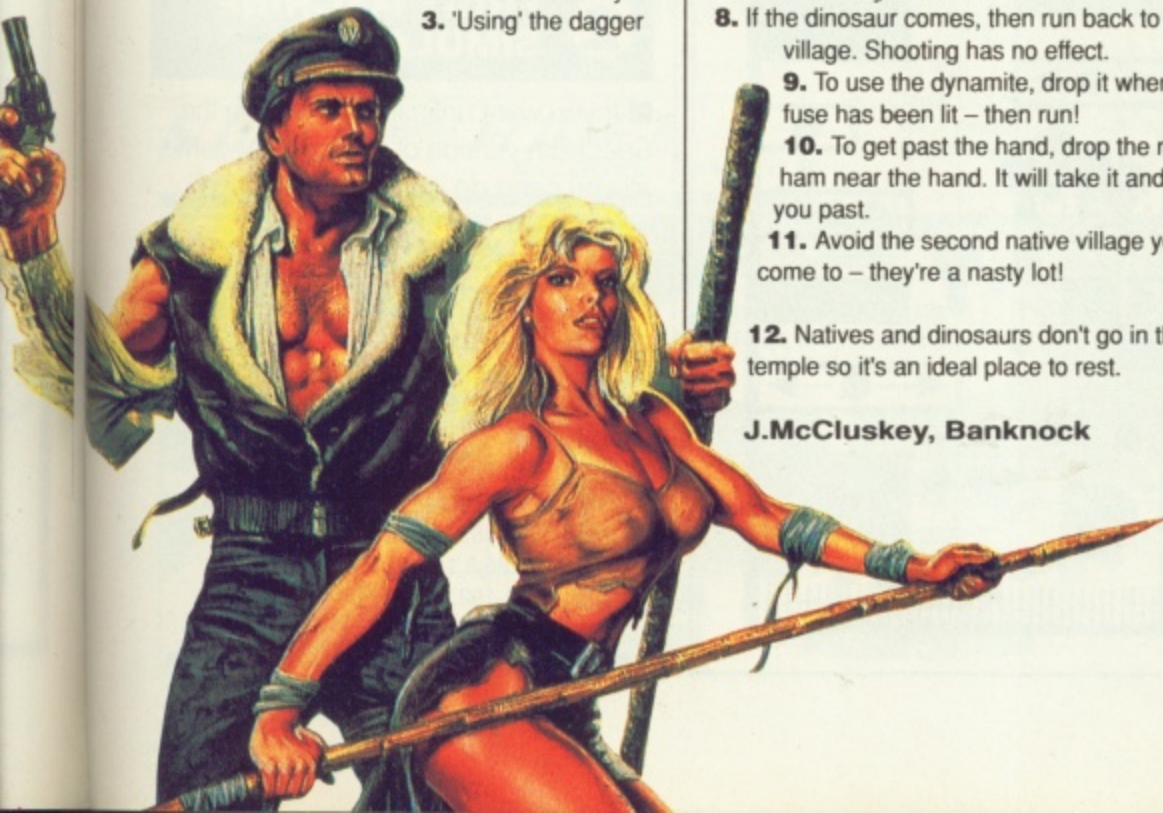 3. 'Using' the dagger
8. If the dinosaur comes, then run back to
village. Shooting has no effect.
9. To use the dynamite, drop it when
fuse has been lit – then run!
10. To get past the hand, drop the
ham near the hand. It will take it and
you past.
11. Avoid the second native village
come to – they're a nasty lot!
12. Natives and dinosaurs don't go in
temple so it's an ideal place to rest.
J.McCluskey, Banknock